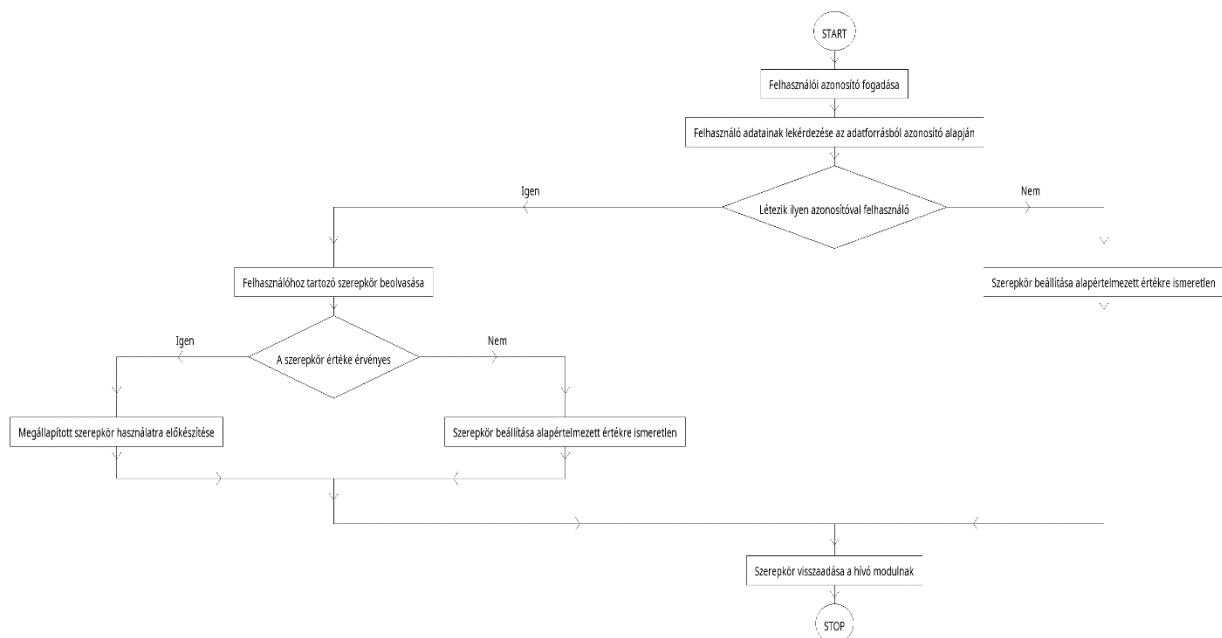 START
Felhasználói azonosító fogadása
Felhasználó adatainak lekérdezése az adatforrásból azonosító alapján
Igen
Nem
Létezik ilyen azonosítóval felhasználó
Felhasználóhoz tartozó szerepkör beolvasása
Szerepkör beállítása alapértelmezett értékre ismeretlen
Igen
Nem
A szerepkör értéke érvényes
Megállapított szerepkör használatra előkészítése
Szerepkör beállítása alapértelmezett értékre ismeretlen
Szerepkör visszaadása a hívó modulnak
STOP